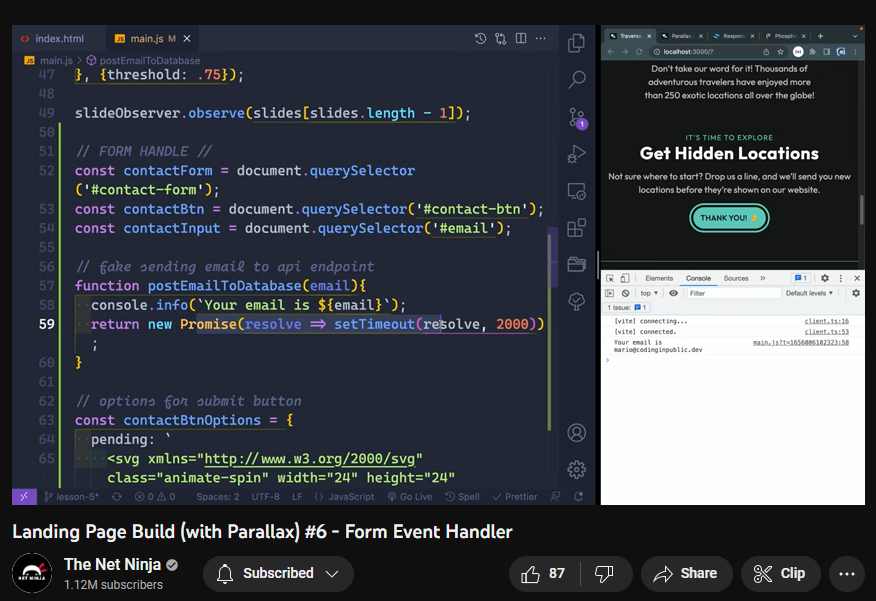 index.html
main.js M
main.js > postEmailToDatabase
47 }, {threshold: .75});
48
49 slideObserver.observe(slides[slides.length - 1]);
50
51 // FORM HANDLE //
52 const contactForm = document.querySelector
('#contact-form');
53 const contactBtn = document.querySelector('#contact-btn');
54 const contactInput = document.querySelector('#email');
55
56 // fake sending email to api endpoint
57 function postEmailToDatabase(email){
58 console.info(`Your email is ${email}`);
59 return new Promise(resolve => setTimeout(resolve, 2000))
;
60 }
61
62 // options for submit button
63 const contactBtnOptions = {
64 pending: `
65 <svg xmlns="http://www.w3.org/2000/svg"
class="animate-spin" width="24" height="24"
lesson-5* 0 0 Spaces: 2 UTF-8 LF {} JavaScript Go Live Spell Prettier
1
Traverse Parallax Respons Phosph
localhost:3000/?
Don't take our word for it! Thousands of
adventurous travelers have enjoyed more
than 250 exotic locations all over the globe!
IT'S TIME TO EXPLORE
Get Hidden Locations
Not sure where to start? Drop us a line, and we'll send you new
locations before they're shown on our website.
THANK YOU!
Elements Console Sources » 1
top Filter Default levels
1 Issue: 1
[vite] connecting... client.ts:16
[vite] connected. client.ts:53
Your email is main.js?t=1656006102323:58
mario@codinginpublic.dev
Landing Page Build (with Parallax) #6 - Form Event Handler
NET NINJA
The Net Ninja
1.12M subscribers
Subscribed
87
Share
Clip